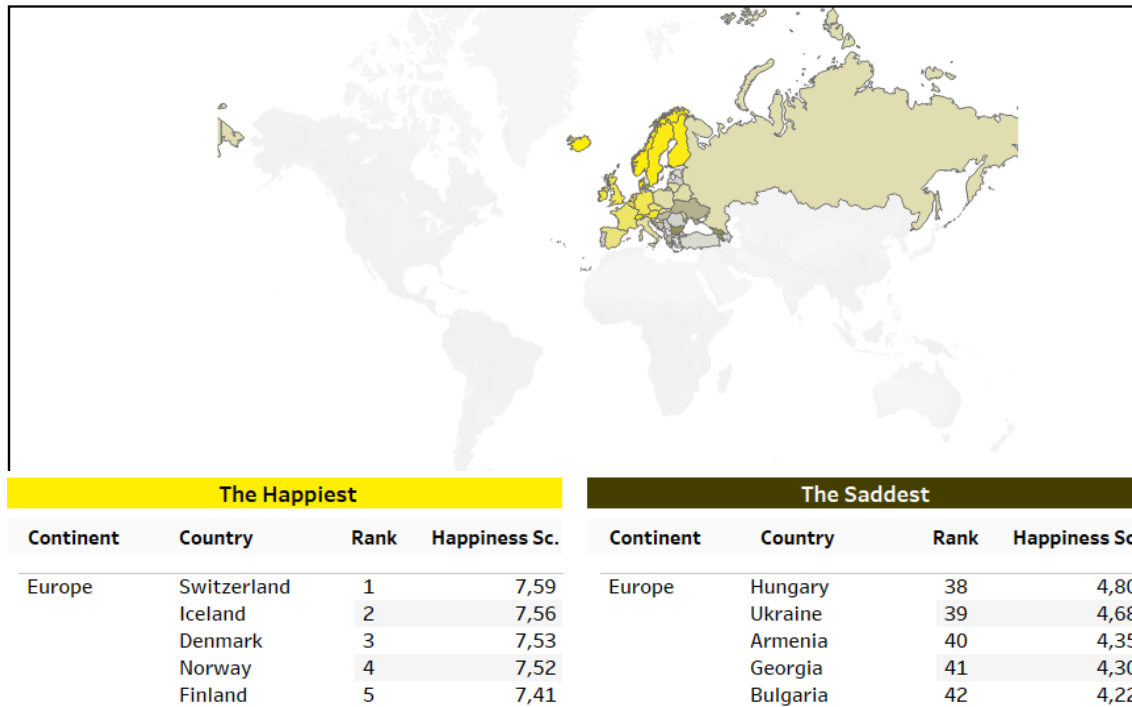 The Happiest
Continent Country Rank Happiness Sc.
Europe Switzerland 1 7,59
Iceland 2 7,56
Denmark 3 7,53
Norway 4 7,52
Finland 5 7,41
The Saddest
Continent Country Rank Happiness Sc
Europe Hungary 38 4,80
Ukraine 39 4,68
Armenia 40 4,35
Georgia 41 4,30
Bulgaria 42 4,22